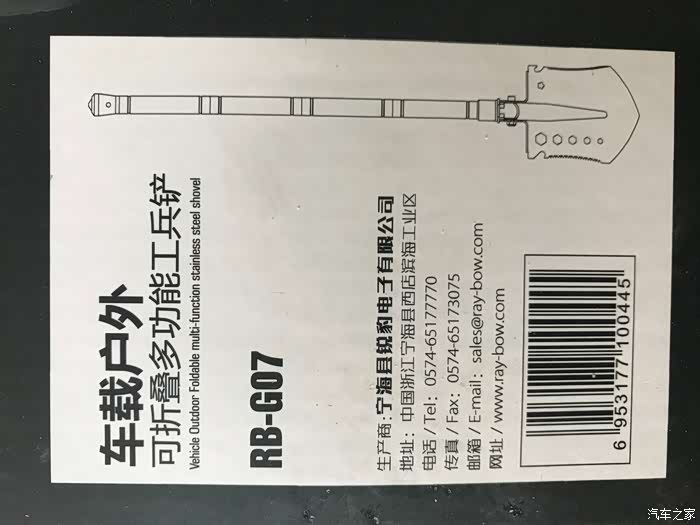 车载户外
可折叠多功能工兵铲
Vehicle Outdoor Foldable multi-function stainless steel shovel
RB-G07
生产商:宁海县锐豹电子有限公司
地址:中国浙江宁海县西店滨海工业区
电话/Tel:0574-65177770
传真/Fax:0574-65173075
邮箱/E-mail:sales@ray-bow.com
网址/www.ray-bow.com
6 953177 100445
汽车之家